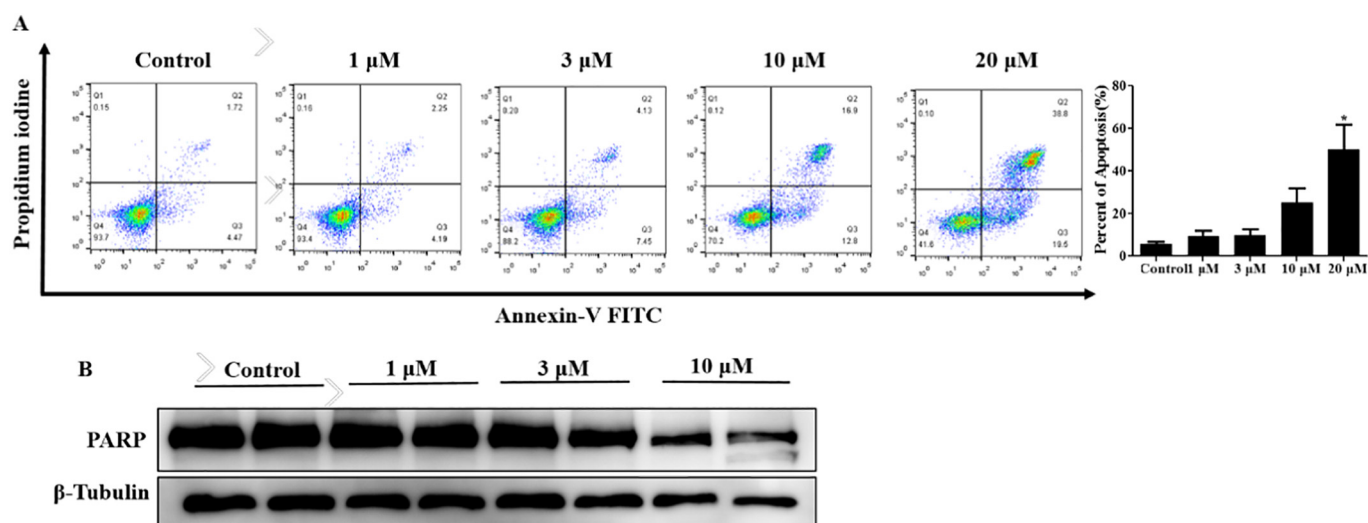 A
Control
1 μM
3 μM
10 μM
20 μM
Propidium iodine
Q1
0.15
Q2
1.72
Q4
93.7
Q3
4.47
Q1
0.16
Q2
2.25
Q4
93.4
Q3
4.19
Q1
0.20
Q2
4.13
Q4
88.2
Q3
7.45
Q1
0.12
Q2
16.9
Q4
70.2
Q3
12.8
Q1
0.10
Q2
38.8
Q4
41.6
Q3
19.5
Annexin-V FITC
Percent of Apoptosis(%)
80
60
40
20
0
*
Control
1 μM
3 μM
10 μM
20 μM
B
Control
1 μM
3 μM
10 μM
PARP
β-Tubulin